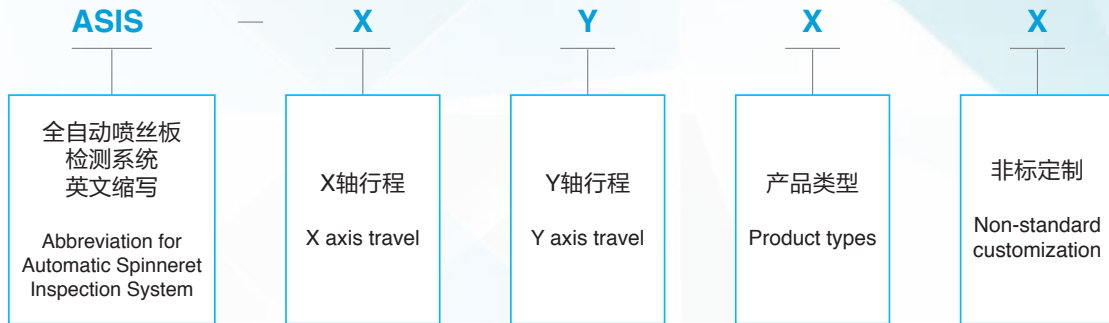 ASIS — X Y X X
全自动喷丝板
检测系统
英文缩写
Abbreviation for
Automatic Spinneret
Inspection System
X轴行程
X axis travel
Y轴行程
Y axis travel
产品类型
Product types
非标定制
Non-standard
customization